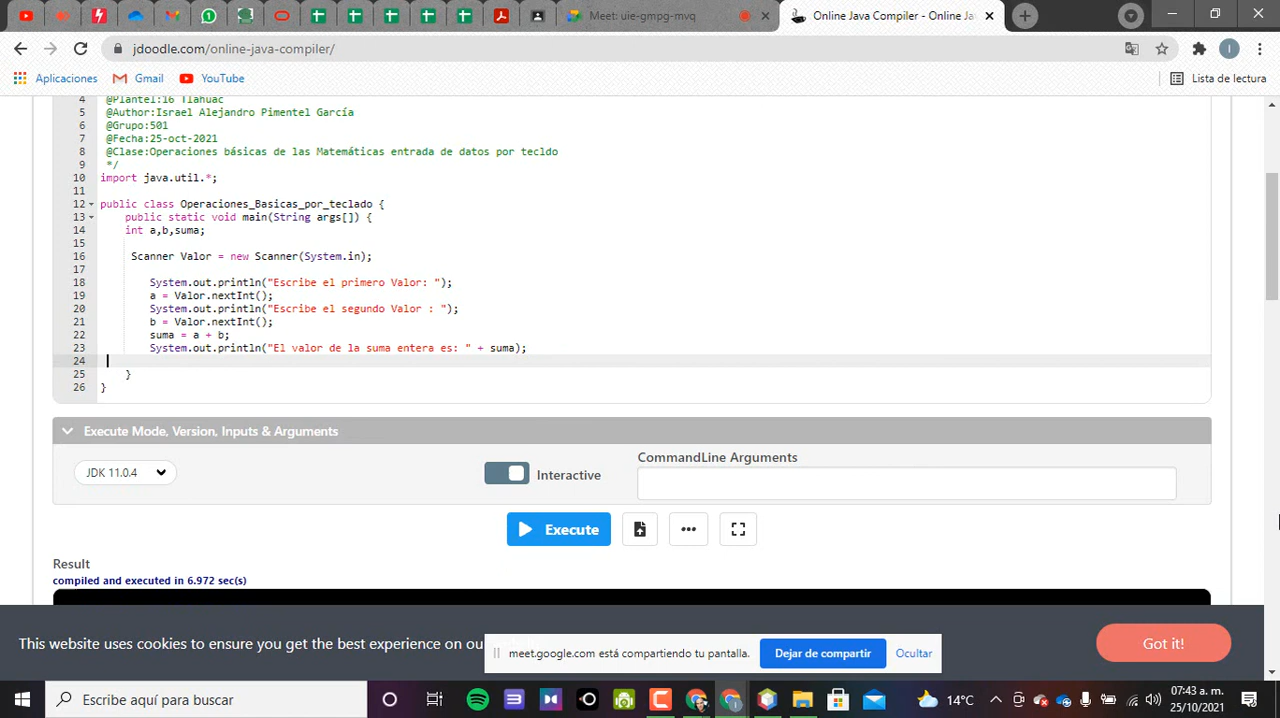 Meet: uie-gmpg-mvq
Online Java Compiler - Online Ja
jdoodle.com/online-java-compiler/
Aplicaciones
Gmail
YouTube
Lista de lectura
4 @Plantel:16 Tlahuac
5 @Author:Israel Alejandro Pimentel García
6 @Grupo:501
7 @Fecha:25-oct-2021
8 @Clase:Operaciones básicas de las Matemáticas entrada de datos por tecldo
9 */
10 import java.util.*;
11
12 public class Operaciones_Basicas_por_teclado {
13 public static void main(String args[]) {
14 int a,b,suma;
15
16 Scanner Valor = new Scanner(System.in);
17
18 System.out.println("Escribe el primero Valor: ");
19 a = Valor.nextInt();
20 System.out.println("Escribe el segundo Valor : ");
21 b = Valor.nextInt();
22 suma = a + b;
23 System.out.println("El valor de la suma entera es: " + suma);
24
25 }
26 }
Execute Mode, Version, Inputs & Arguments
CommandLine Arguments
JDK 11.0.4
Interactive
Execute
Result
compiled and executed in 6.972 sec(s)
This website uses cookies to ensure you get the best experience on ou
meet.google.com está compartiendo tu pantalla.
Dejar de compartir
Ocultar
Got it!
Escribe aquí para buscar
14°C
07:43 a. m.
25/10/2021